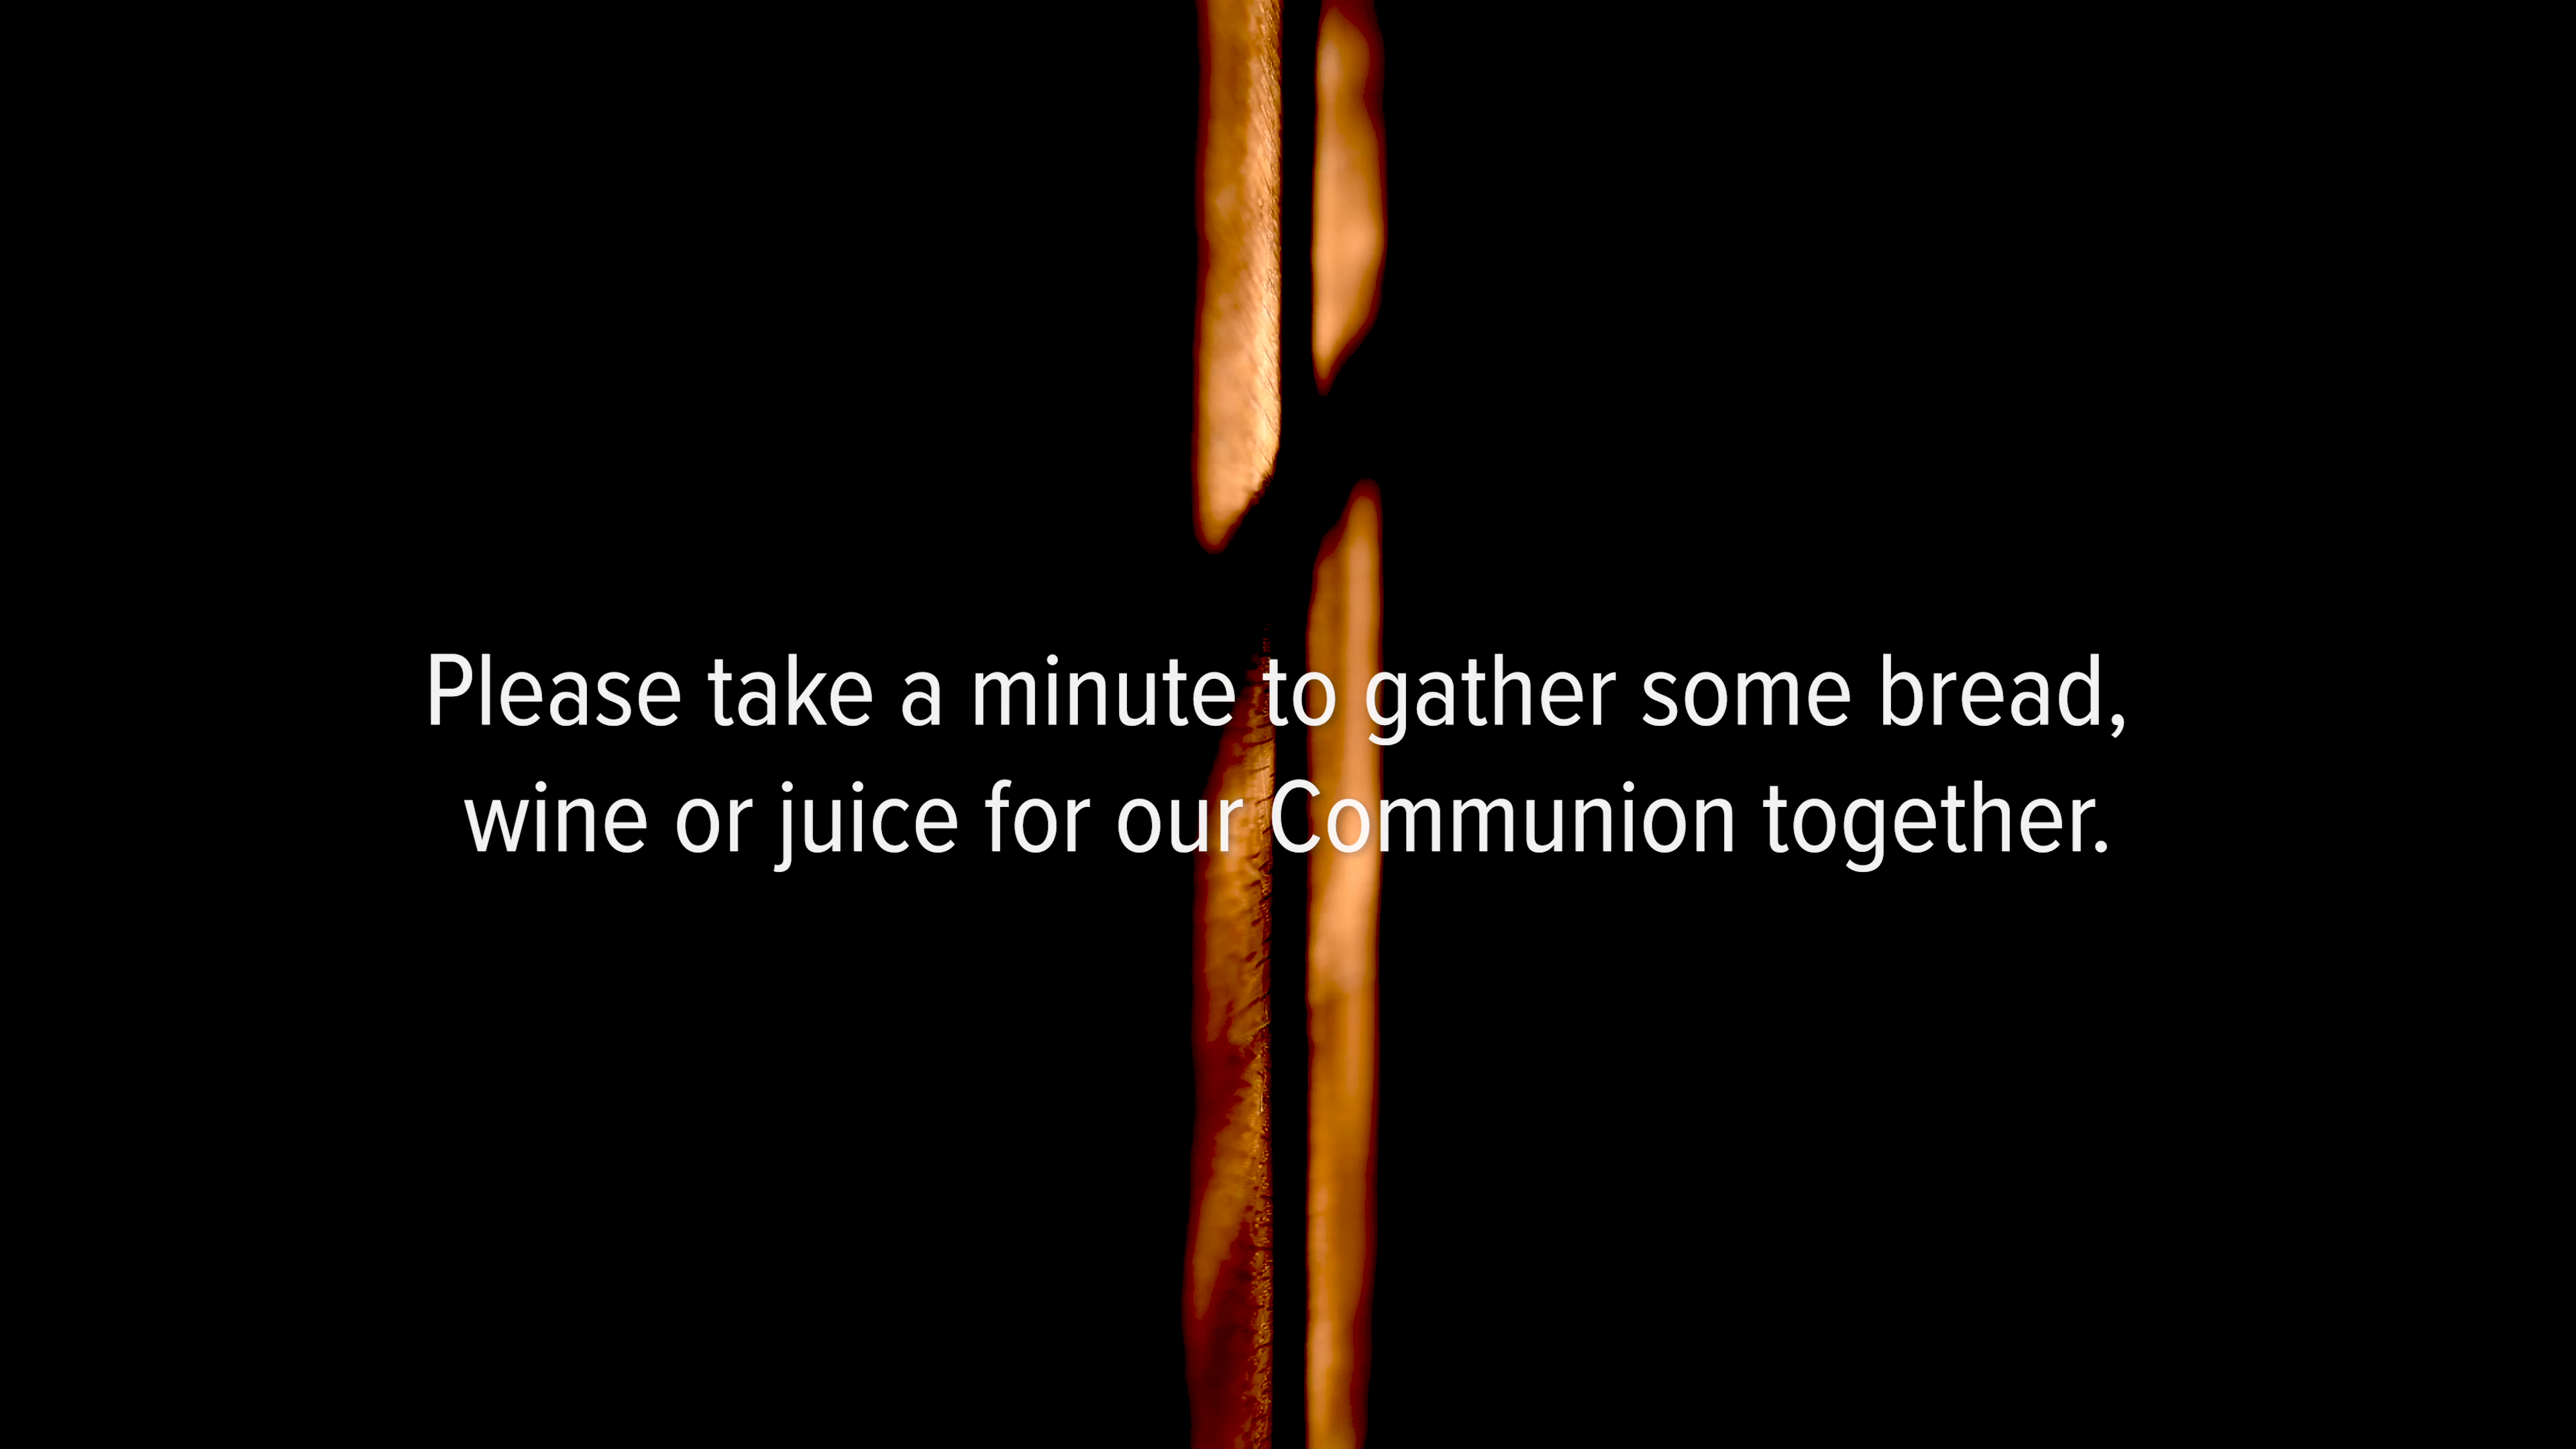 Please take a minute to gather some bread,
wine or juice for our Communion together.